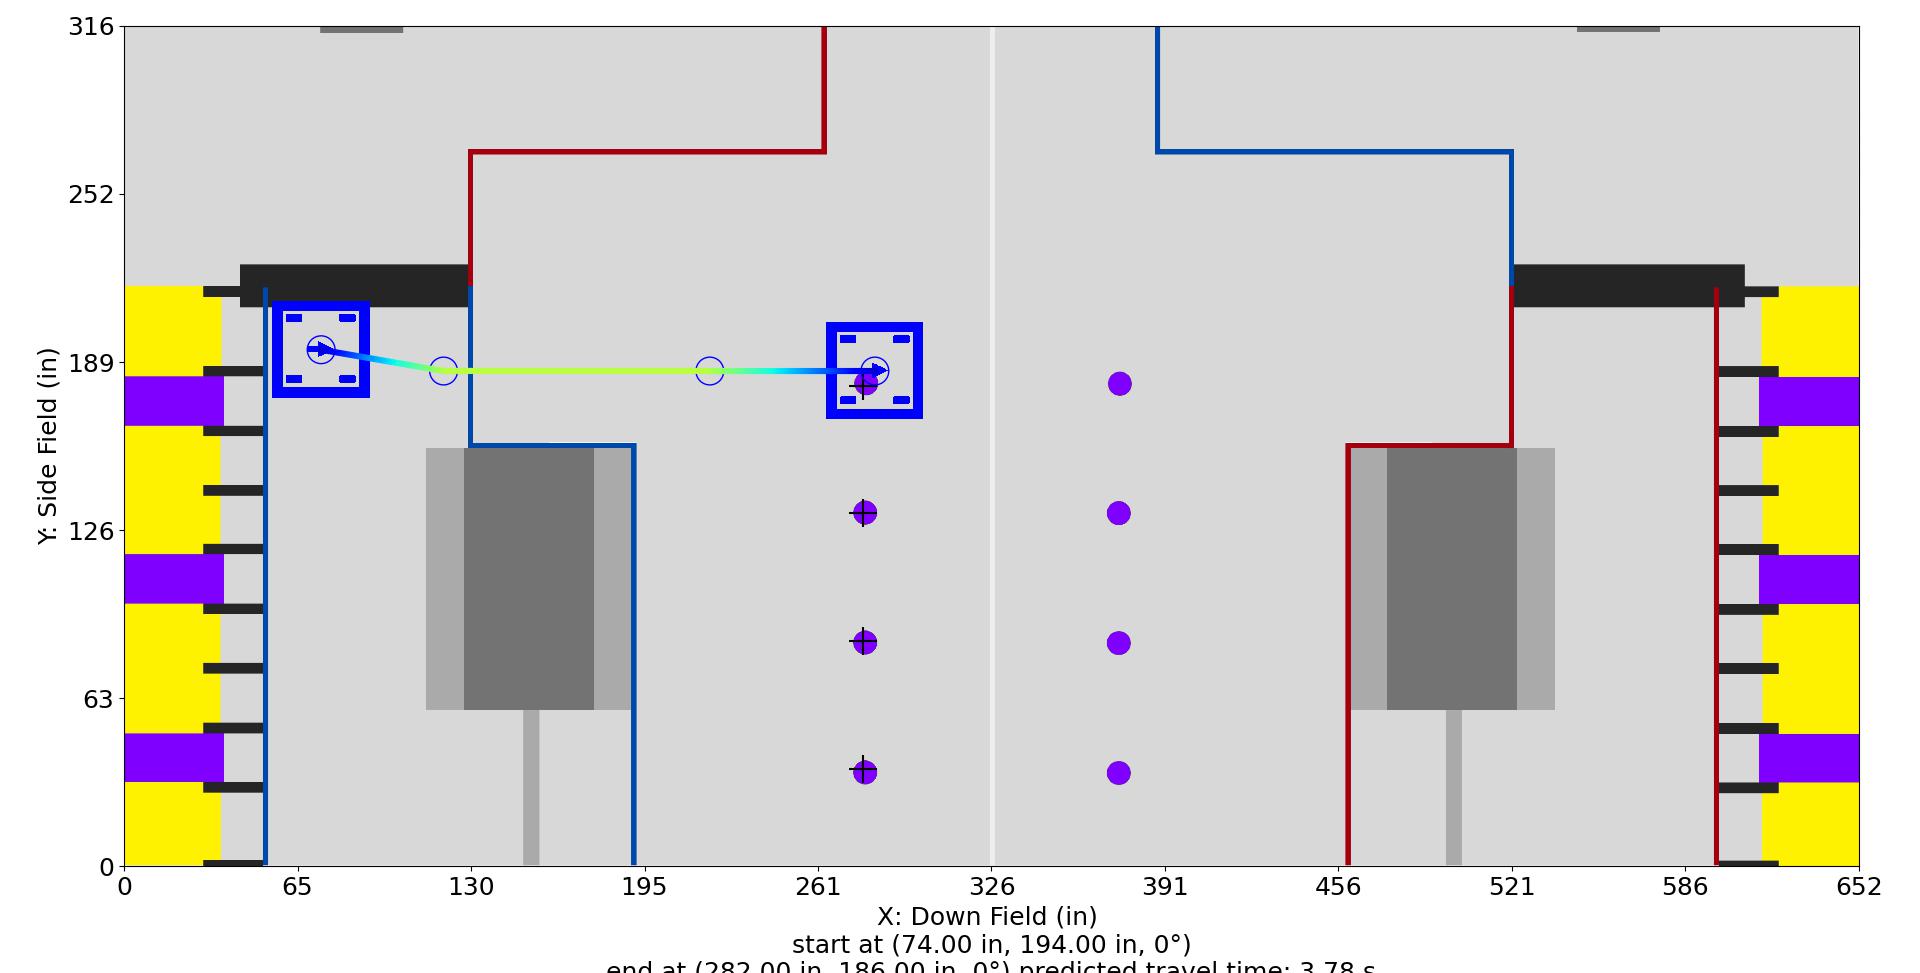 316
252
189
126
63
0
Y: Side Field (in)
0 65 130 195 261 326 391 456 521 586 652
X: Down Field (in)
start at (74.00 in, 194.00 in, 0°)
end at (282.00 in, 186.00 in, 0°) predicted travel time: 3.78 s